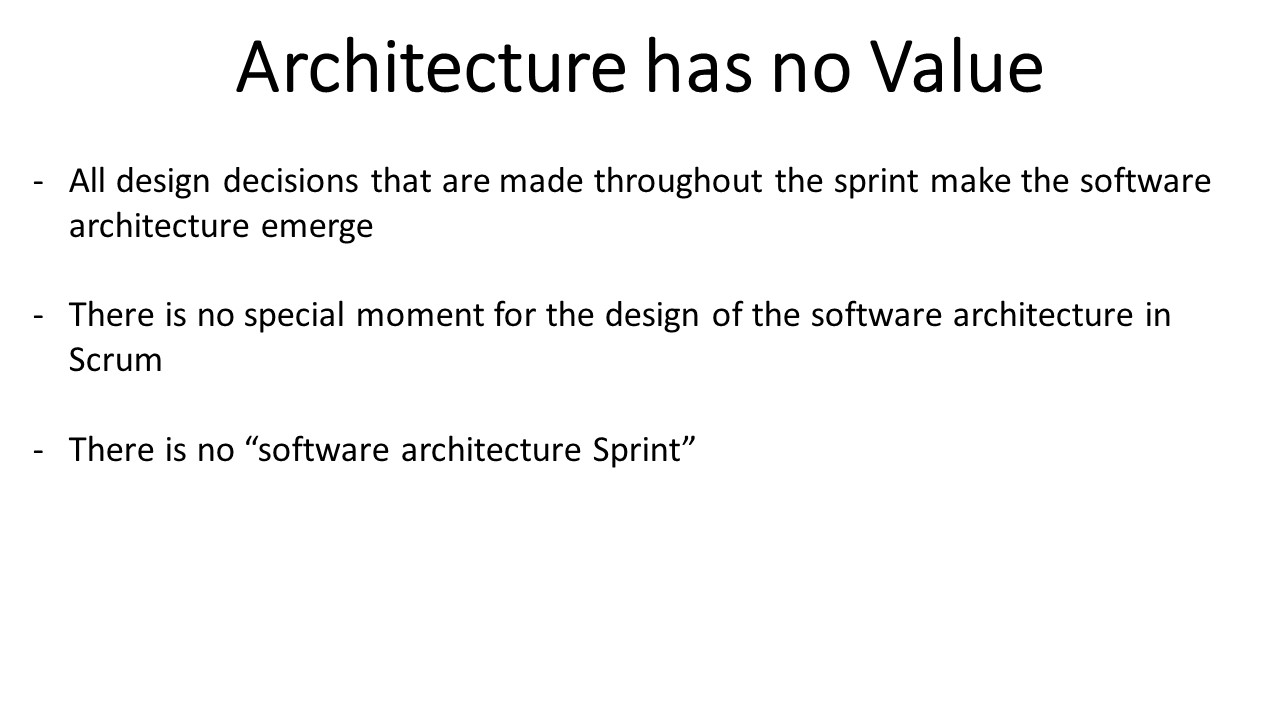 Architecture has no Value
- All design decisions that are made throughout the sprint make the software
architecture emerge
- There is no special moment for the design of the software architecture in
Scrum
- There is no “software architecture Sprint”